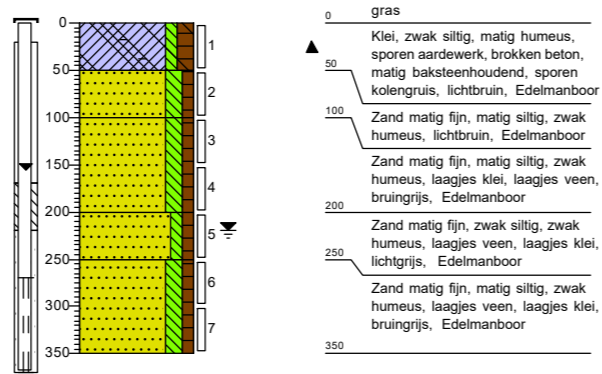 0
50
100
150
200
250
300
350
1
2
3
4
5
6
7
0
gras
Klei, zwak siltig, matig humeus,
sporen aardewerk, brokken beton,
matig baksteenhoudend, sporen
kolengruis, lichtbruin, Edelmanboor
50
Zand matig fijn, matig siltig, zwak
humeus, lichtbruin, Edelmanboor
100
Zand matig fijn, matig siltig, zwak
humeus, laagjes klei, laagjes veen,
bruingrijs, Edelmanboor
200
Zand matig fijn, zwak siltig, zwak
humeus, laagjes veen, laagjes klei,
lichtgrijs, Edelmanboor
250
Zand matig fijn, matig siltig, zwak
humeus, laagjes veen, laagjes klei,
bruingrijs, Edelmanboor
350